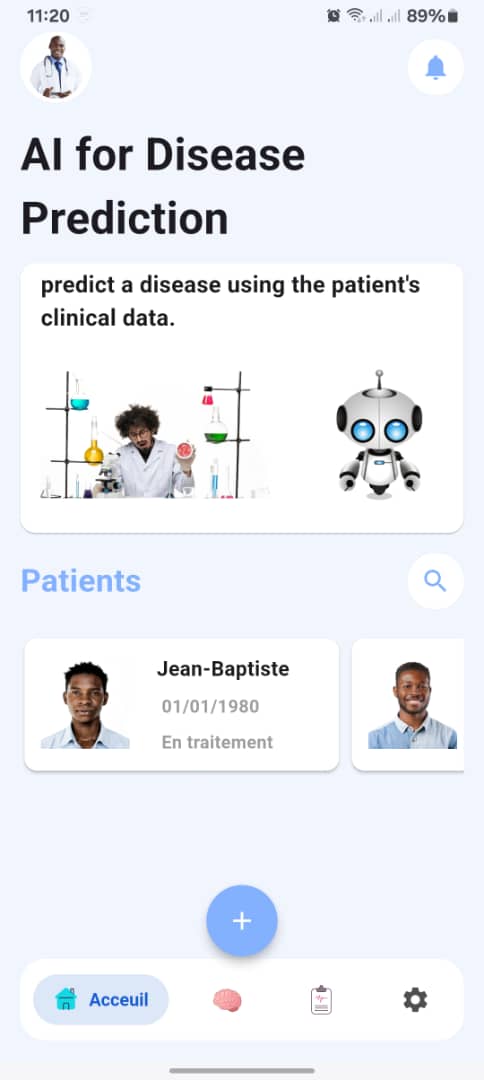 11:20
89%
AI for Disease
Prediction
predict a disease using the patient's
clinical data.
Patients
Jean-Baptiste
01/01/1980
En traitement
+
Acceuil